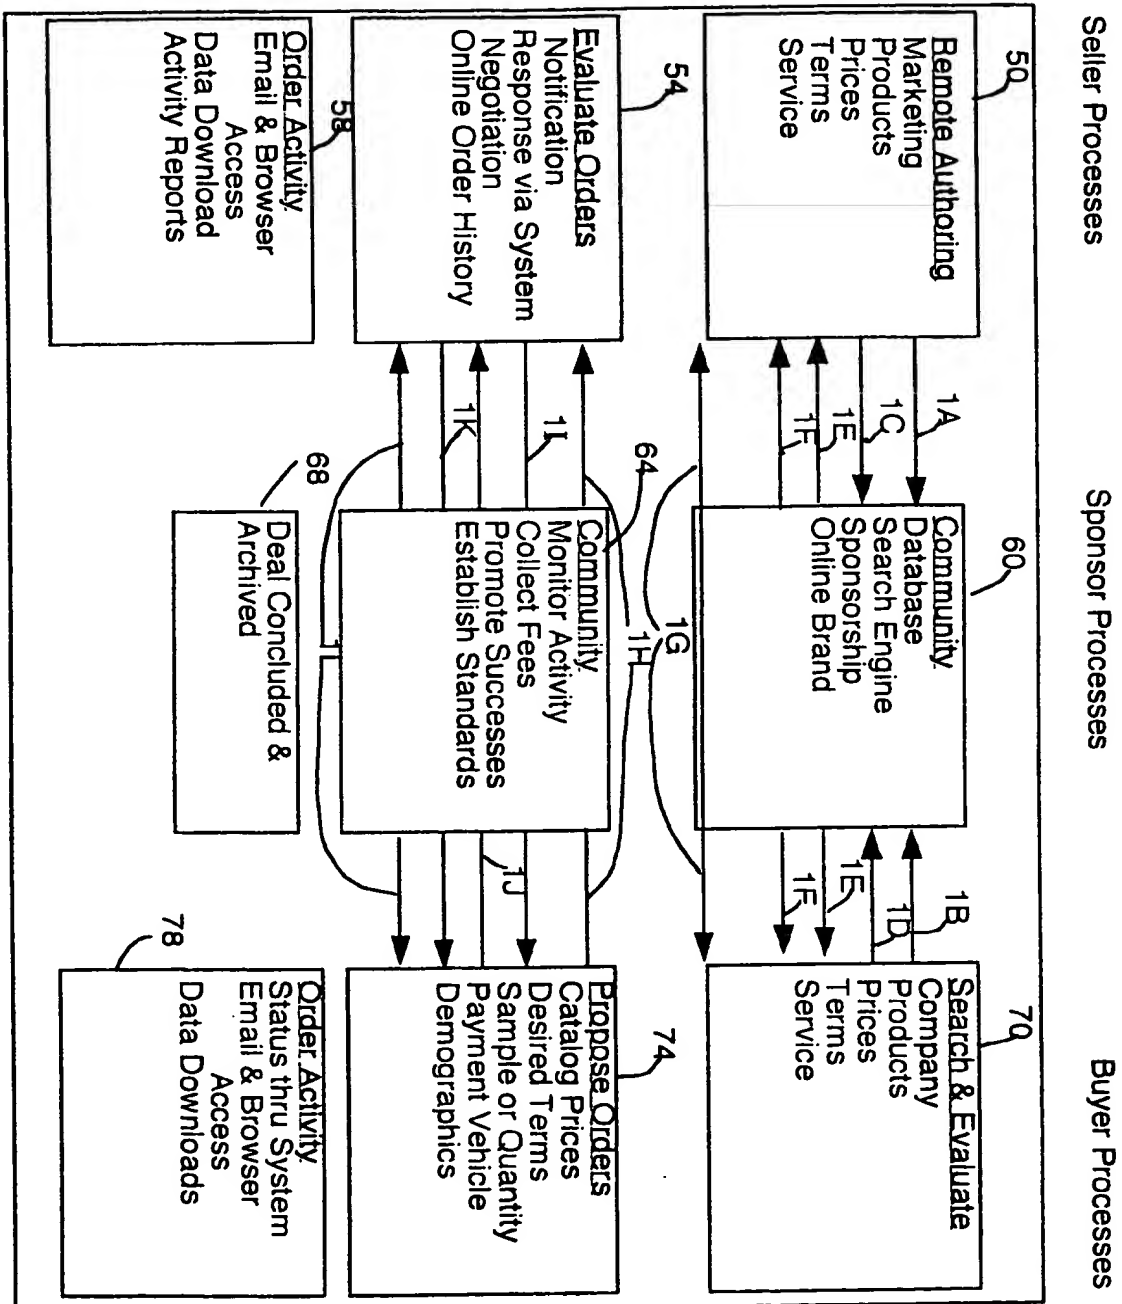 Seller Processes
Sponsor Processes
Buyer Processes
50
Remote Authoring
Marketing
Products
Prices
Terms
Service
1A
1C
1E
1F
60
Community
Database
Search Engine
Sponsorship
Online Brand
1B
1D
1E
1F
70
Search & Evaluate
Company
Products
Prices
Terms
Service
1G
54
Evaluate Orders
Notification
Response via System
Negotiation
Online Order History
1H
1I
1K
64
Community
Monitor Activity
Collect Fees
Promote Successes
Establish Standards
1J
1L
74
Propose Orders
Catalog Prices
Desired Terms
Sample or Quantity
Payment Vehicle
Demographics
58
Order Activity
Email & Browser
Access
Data Download
Activity Reports
68
Deal Concluded &
Archived
78
Order Activity
Status thru System
Email & Browser
Access
Data Downloads